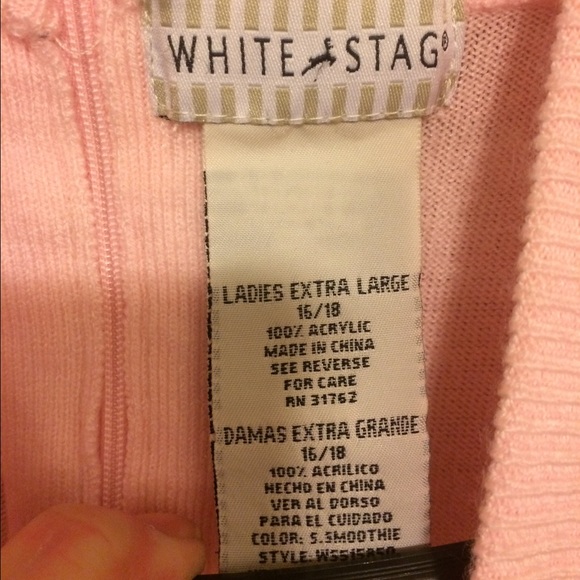 WHITE STAG®
LADIES EXTRA LARGE
16/18
100% ACRYLIC
MADE IN CHINA
SEE REVERSE
FOR CARE
RN 31762
DAMAS EXTRA GRANDE
16/18
100% ACRILICO
HECHO EN CHINA
VER AL DORSO
PARA EL CUIDADO
COLOR: S.SMOOTHIE
STYLE: